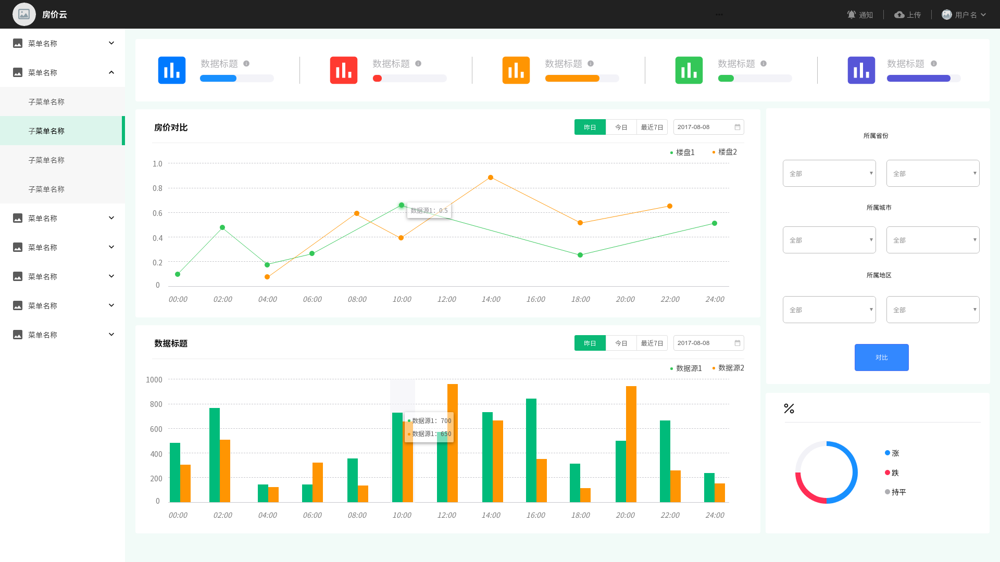 房价云
···
通知
上传
用户名
菜单名称
菜单名称
子菜单名称
子菜单名称
子菜单名称
子菜单名称
菜单名称
菜单名称
菜单名称
菜单名称
菜单名称
数据标题
数据标题
数据标题
数据标题
数据标题
房价对比
昨日
今日
最近7日
2017-08-08
楼盘1
楼盘2
1.0
0.8
0.6
0.4
0.2
0
数据源1：0.5
00:00
02:00
04:00
06:00
08:00
10:00
12:00
14:00
16:00
18:00
20:00
22:00
24:00
数据标题
昨日
今日
最近7日
2017-08-08
数据源1
数据源2
1000
800
600
400
200
0
数据源1：700
数据源1：650
00:00
02:00
04:00
06:00
08:00
10:00
12:00
14:00
16:00
18:00
20:00
22:00
24:00
所属省份
全部
全部
所属城市
全部
全部
所属地区
全部
全部
对比
%
涨
跌
持平